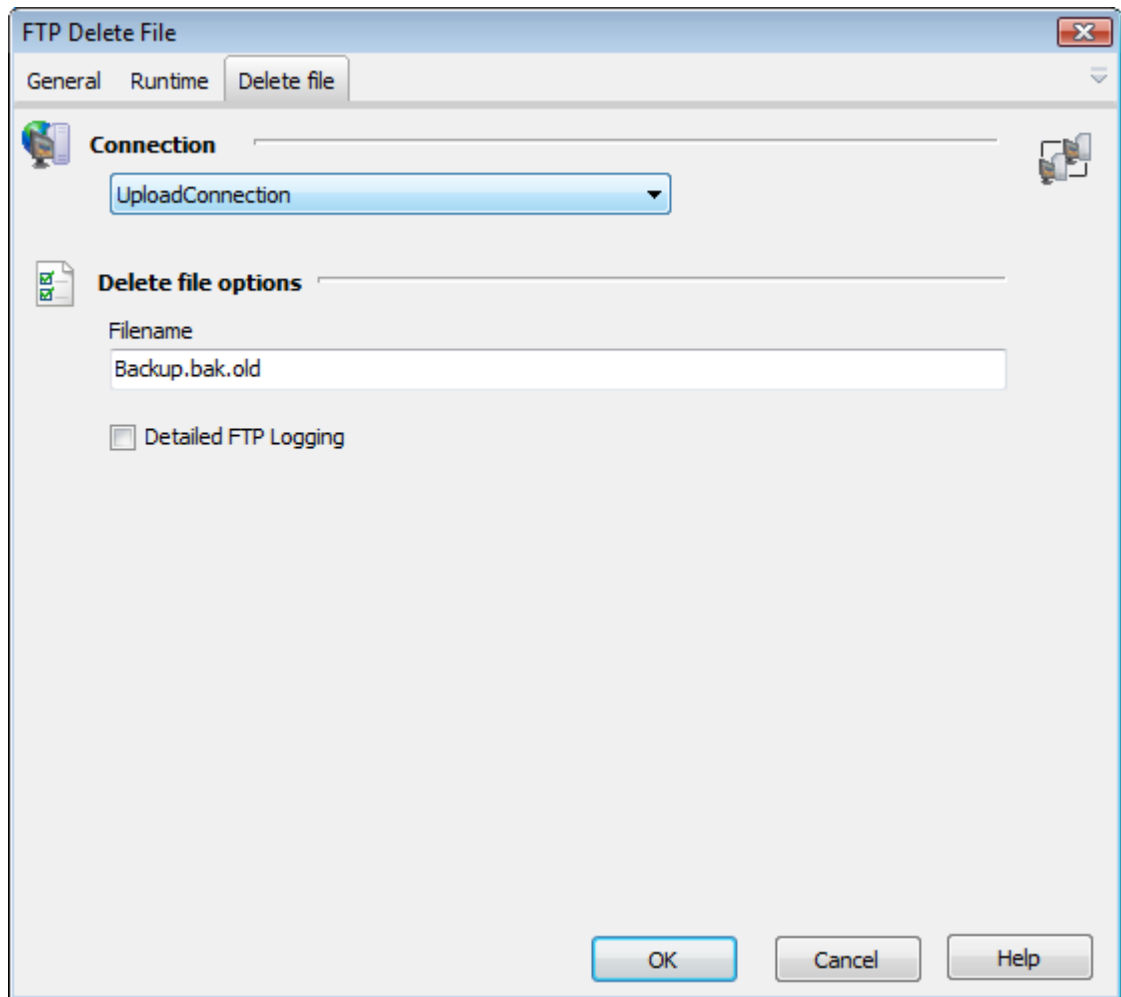 FTP Delete File
General Runtime Delete file
Connection
UploadConnection
Delete file options
Filename
Backup.bak.old
Detailed FTP Logging
OK Cancel Help